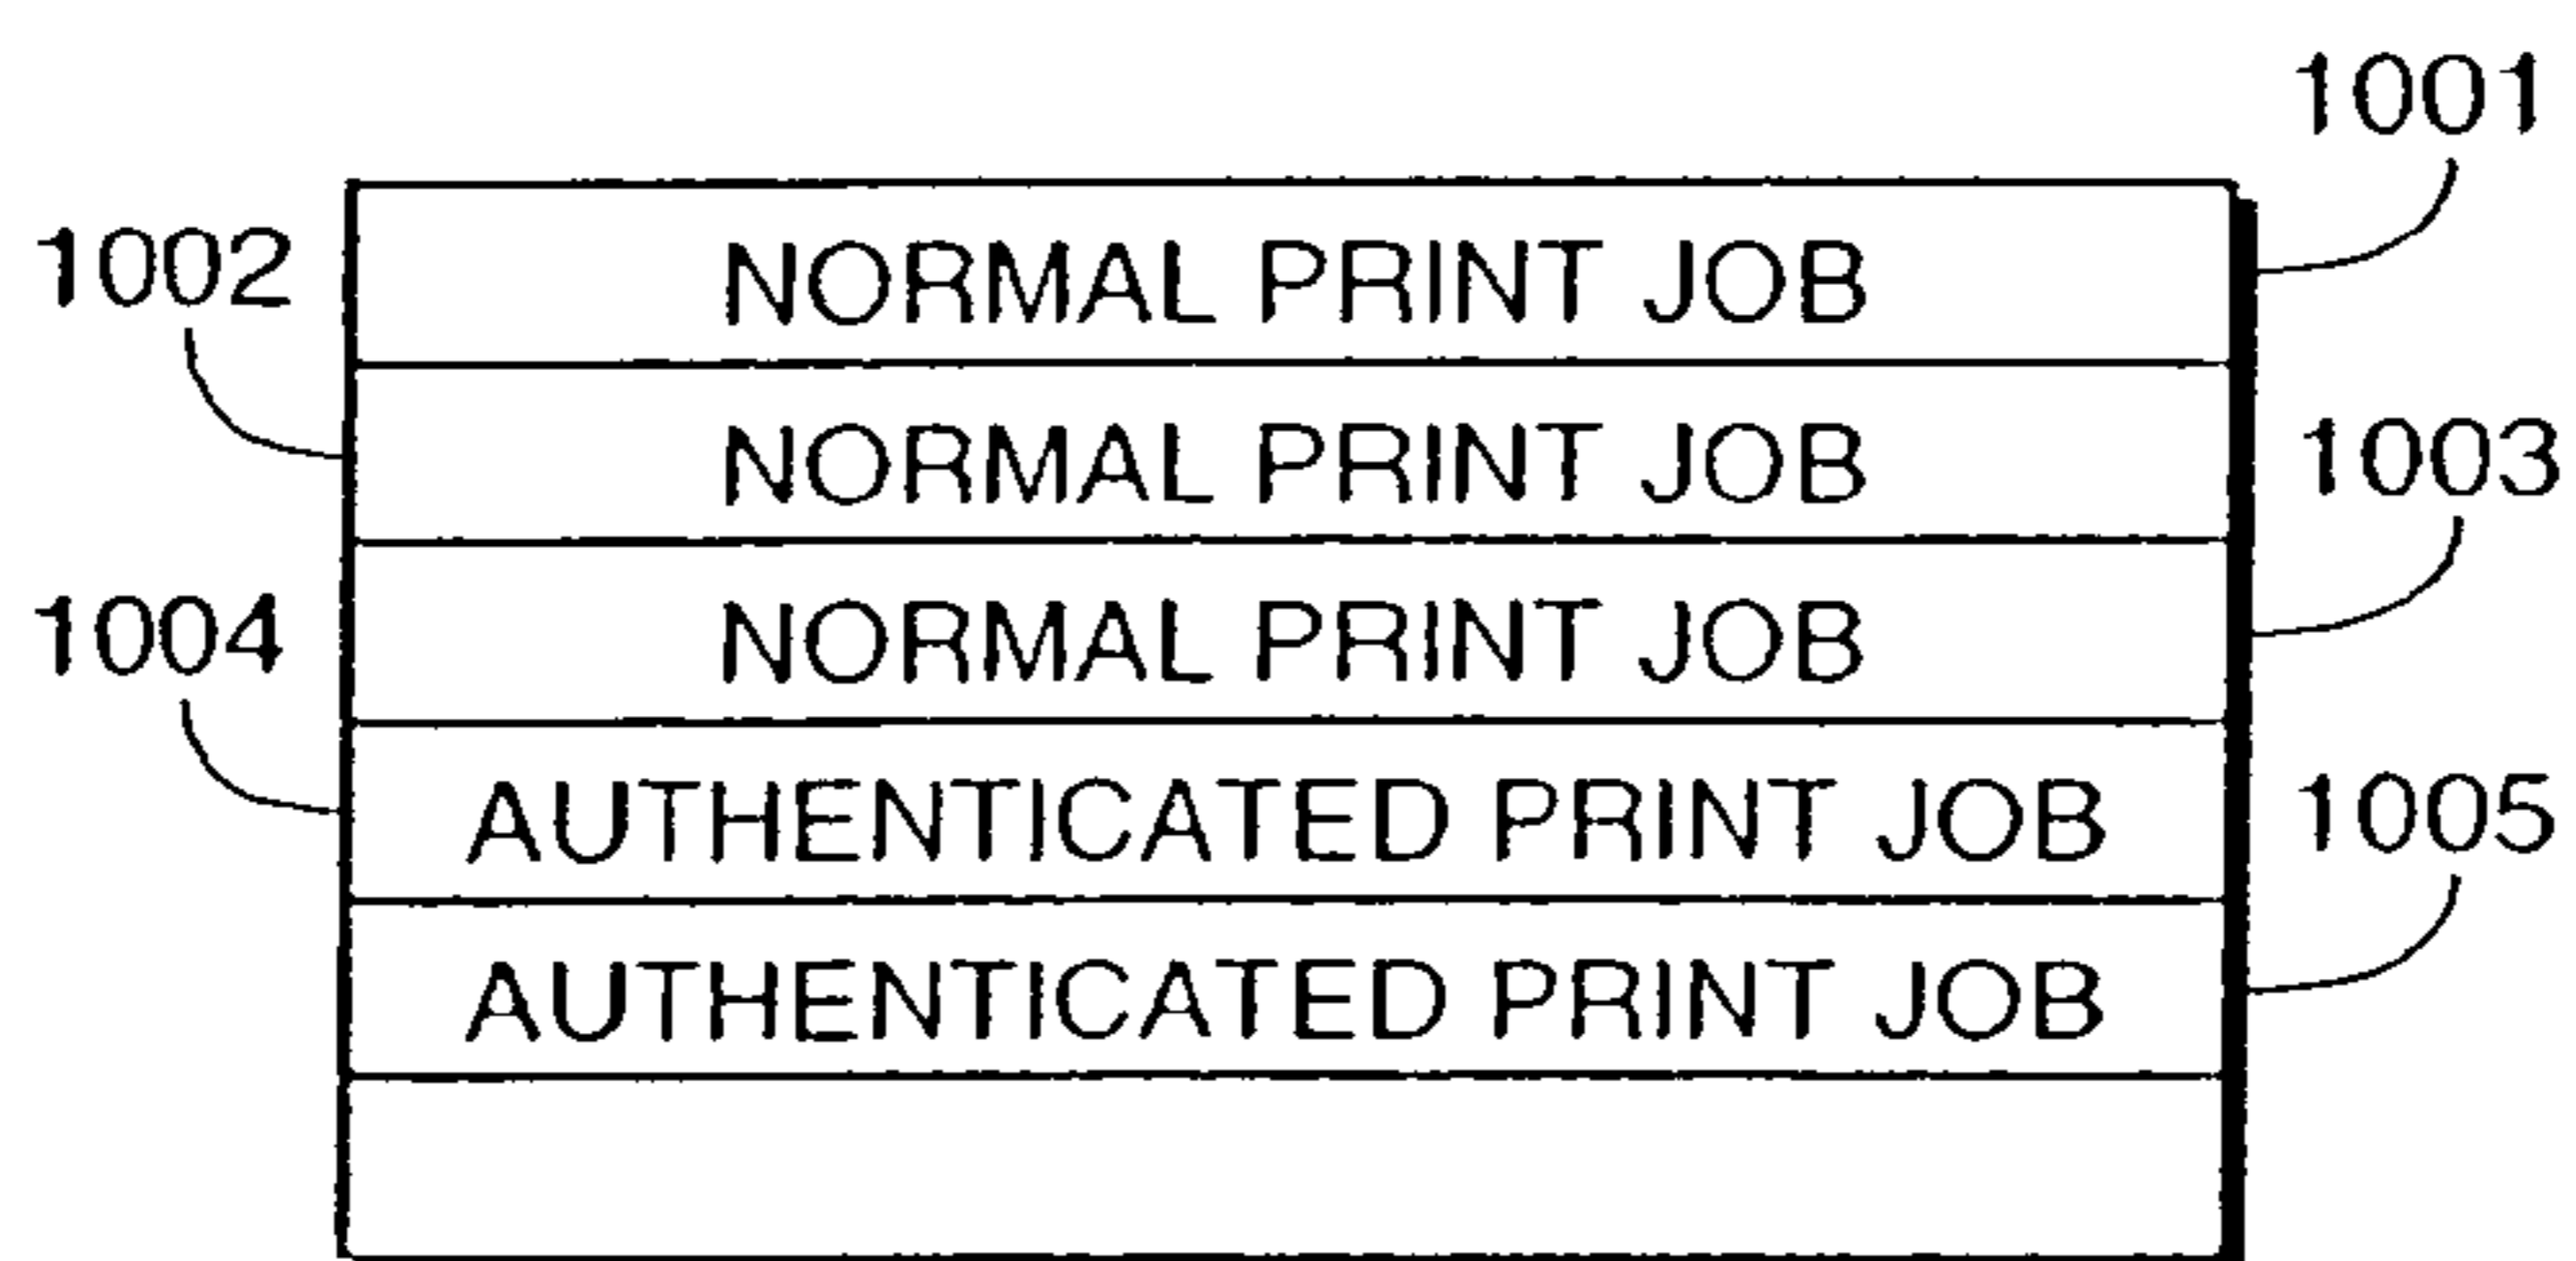 1001
1002
NORMAL PRINT JOB
NORMAL PRINT JOB
1003
1004
NORMAL PRINT JOB
AUTHENTICATED PRINT JOB
1005
AUTHENTICATED PRINT JOB